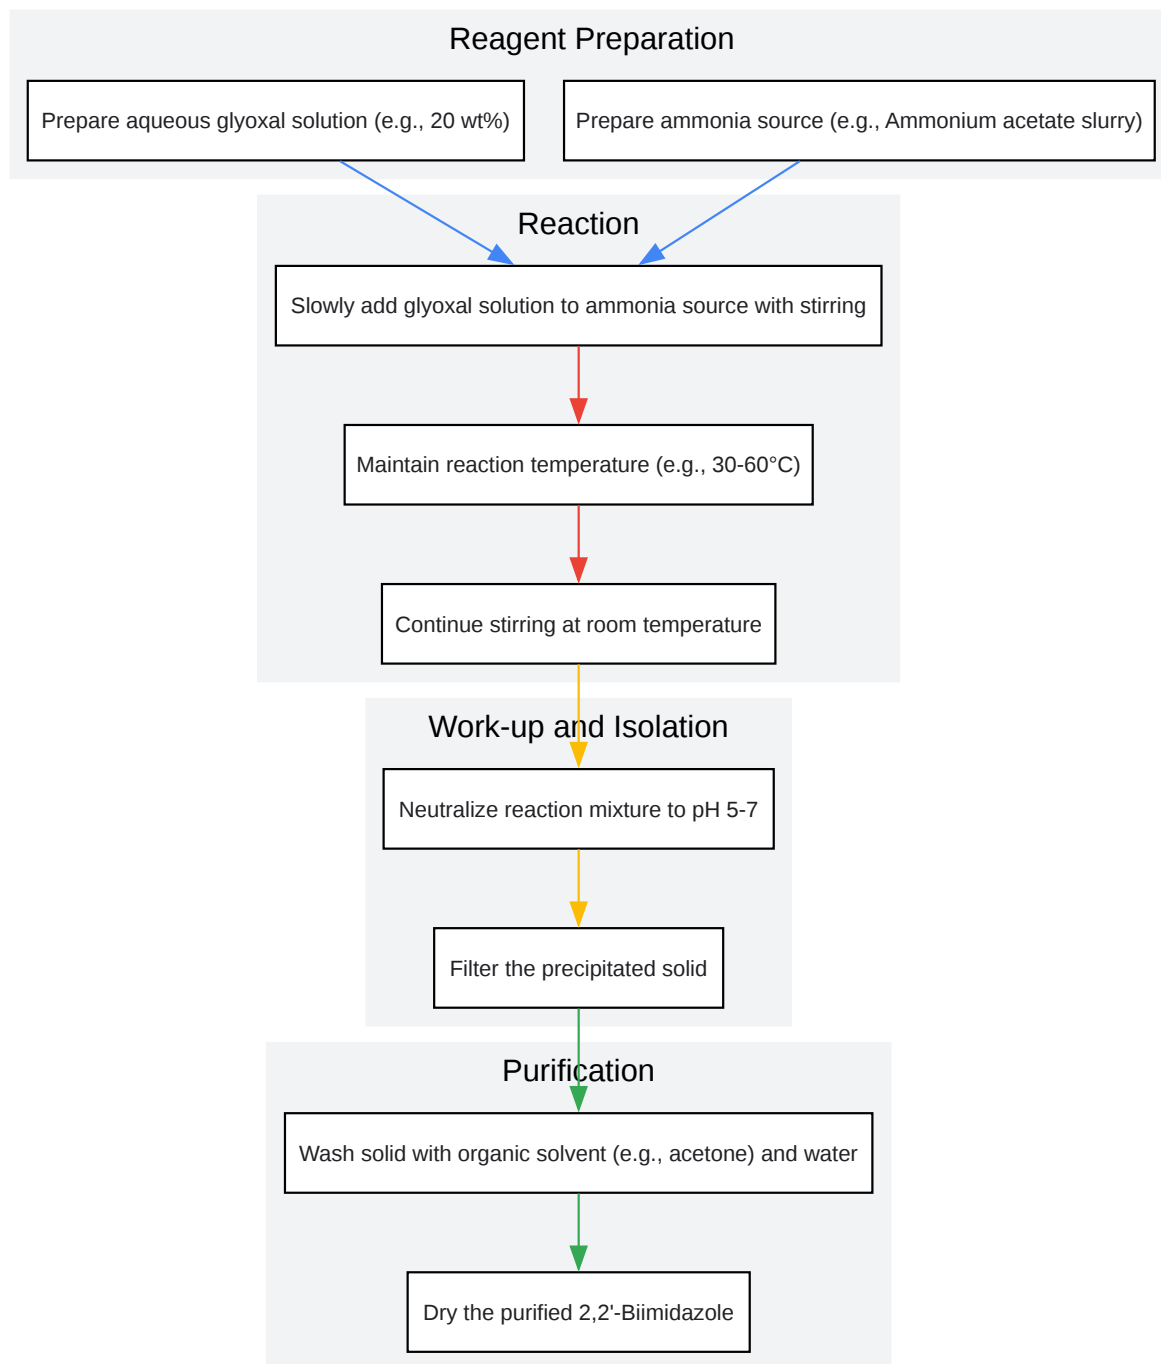 Reagent Preparation
Prepare aqueous glyoxal solution (e.g., 20 wt%)
Prepare ammonia source (e.g., Ammonium acetate slurry)
Reaction
Slowly add glyoxal solution to ammonia source with stirring
Maintain reaction temperature (e.g., 30-60°C)
Continue stirring at room temperature
Work-up and Isolation
Neutralize reaction mixture to pH 5-7
Filter the precipitated solid
Purification
Wash solid with organic solvent (e.g., acetone) and water
Dry the purified 2,2'-Biimidazole